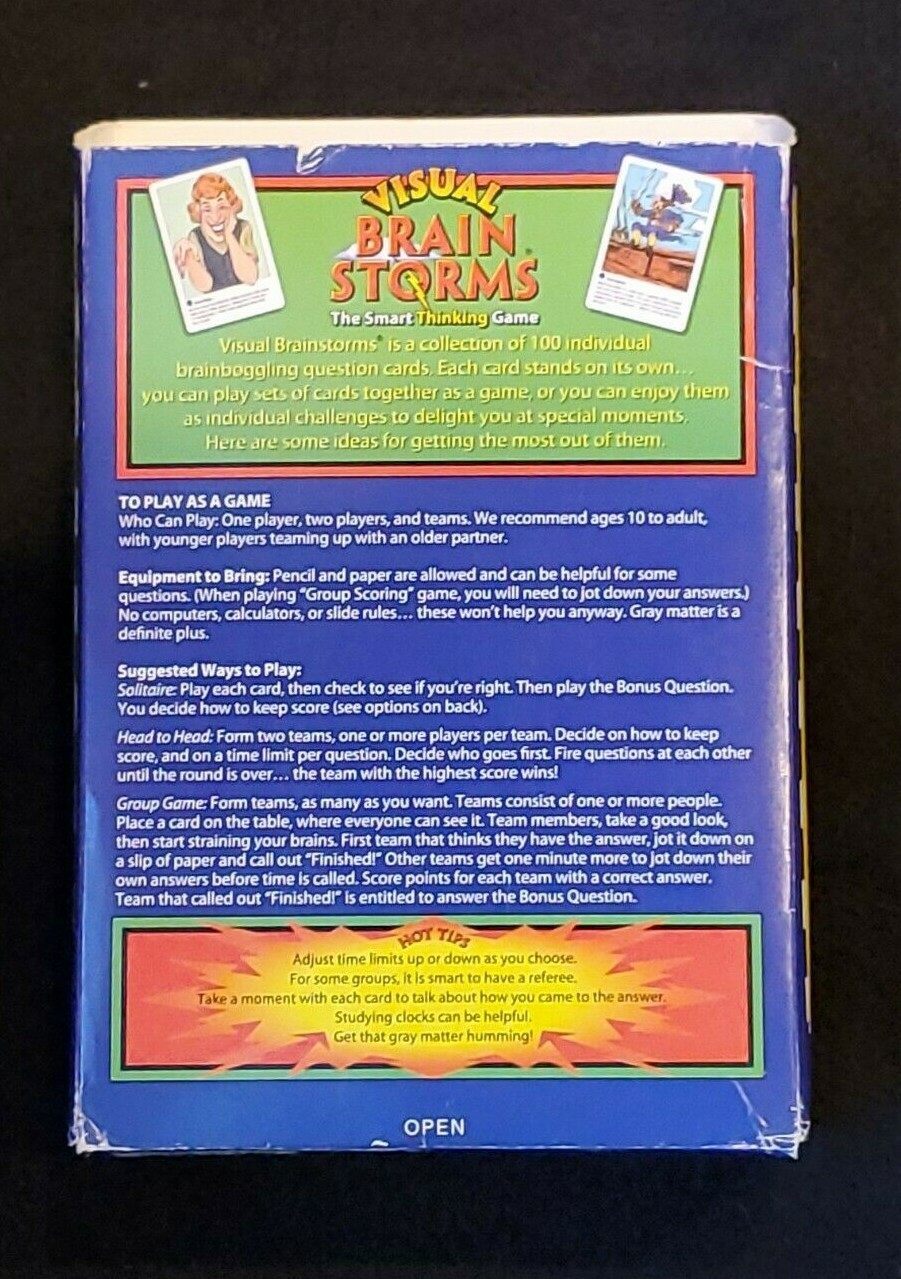 VISUAL
BRAIN
STORMS®
The Smart Thinking Game
Visual Brainstorms® is a collection of 100 individual
brainboggling question cards. Each card stands on its own...
you can play sets of cards together as a game, or you can enjoy them
as individual challenges to delight you at special moments.
Here are some ideas for getting the most out of them.
TO PLAY AS A GAME
Who Can Play: One player, two players, and teams. We recommend ages 10 to adult,
with younger players teaming up with an older partner.
Equipment to Bring: Pencil and paper are allowed and can be helpful for some
questions. (When playing "Group Scoring" game, you will need to jot down your answers.)
No computers, calculators, or slide rules... these won't help you anyway. Gray matter is a
definite plus.
Suggested Ways to Play:
Solitaire: Play each card, then check to see if you're right. Then play the Bonus Question.
You decide how to keep score (see options on back).
Head to Head: Form two teams, one or more players per team. Decide on how to keep
score, and on a time limit per question. Decide who goes first. Fire questions at each other
until the round is over... the team with the highest score wins!
Group Game: Form teams, as many as you want. Teams consist of one or more people.
Place a card on the table, where everyone can see it. Team members, take a good look,
then start straining your brains. First team that thinks they have the answer, jot it down on
a slip of paper and call out "Finished!" Other teams get one minute more to jot down their
own answers before time is called. Score points for each team with a correct answer.
Team that called out "Finished!" is entitled to answer the Bonus Question.
HOT TIPS
Adjust time limits up or down as you choose.
For some groups, it is smart to have a referee.
Take a moment with each card to talk about how you came to the answer.
Studying clocks can be helpful.
Get that gray matter humming!
OPEN